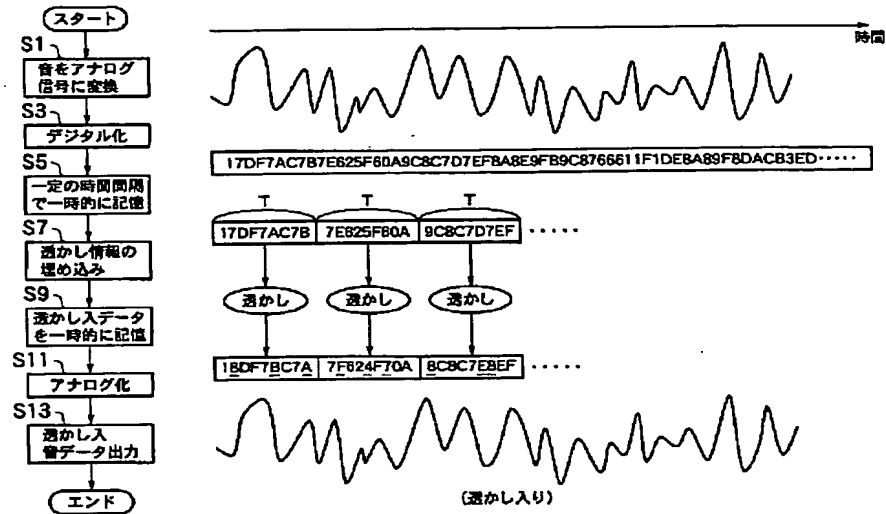 スタート
S1
音をアナログ
信号に変換
S3
デジタル化
S5
一定の時間間隔
で一時的に記憶
S7
透かし情報の
埋め込み
S9
透かし入データ
を一時的に記憶
S11
アナログ化
S13
透かし入
音データ出力
エンド
時間
17DF7AC7B7E625F60A9C8C7D7EF8A8E9FB9C8766611F1DE8A89F8DACB3ED・・・・・
T T T
17DF7AC7B 7E625F60A 9C8C7D7EF ・・・・・
透かし 透かし 透かし
18DF7BC7A 7F624F70A 8C8C7E8EF ・・・・・
(透かし入り)